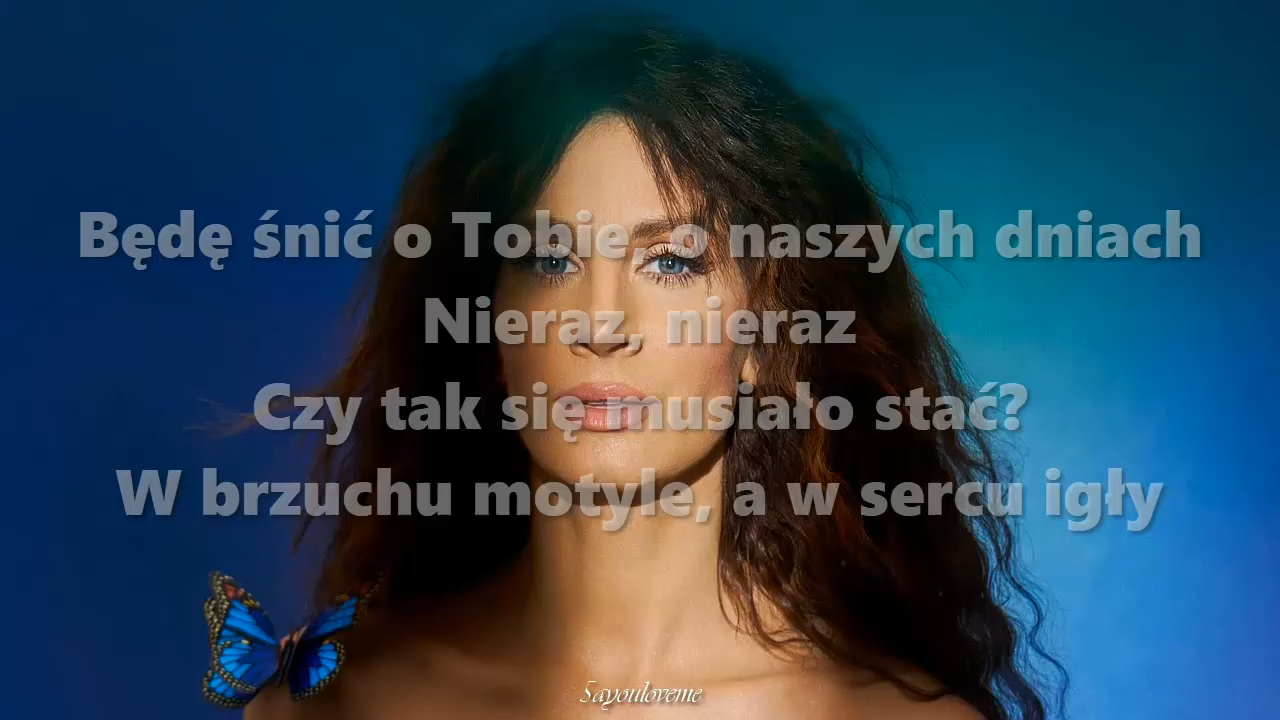 Będę śnić o Tobie, o naszych dniach
Nieraz, nieraz
Czy tak się musiało stać?
W brzuchu motyle, a w sercu igły
Sayouloveme